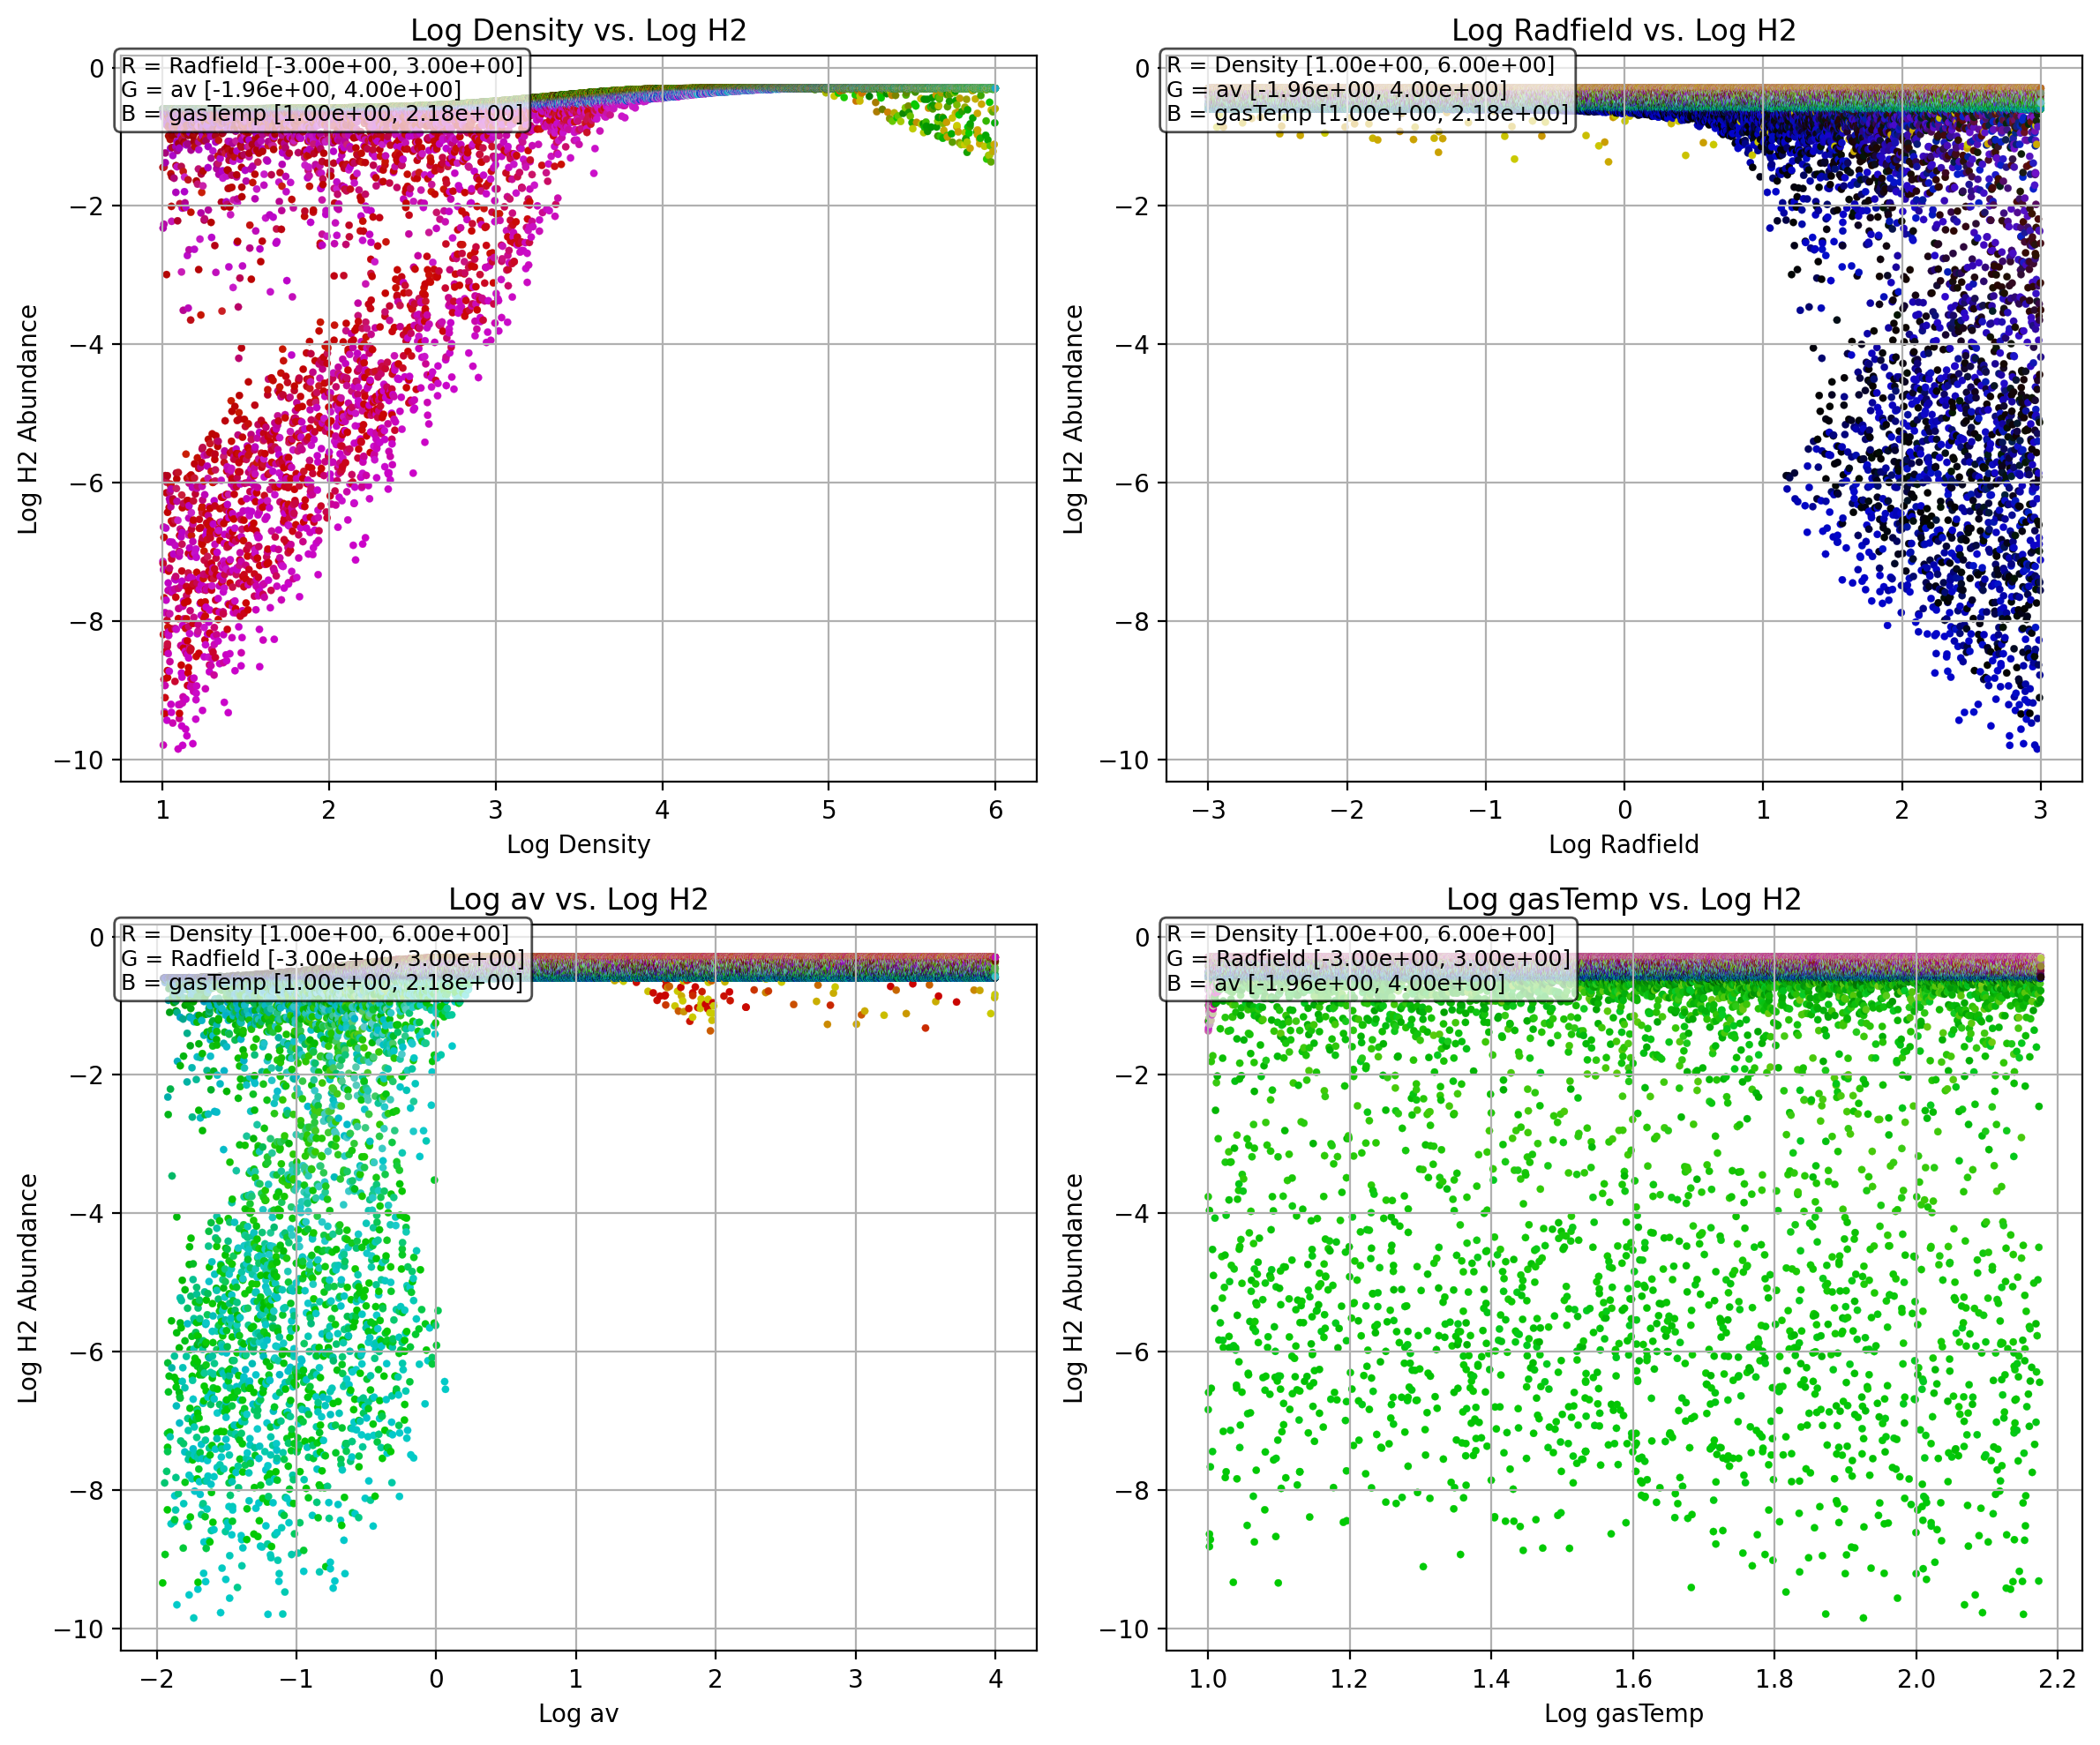 Log Density vs. Log H2
R = Radfield [-3.00e+00, 3.00e+00]
G = av [-1.96e+00, 4.00e+00]
B = gasTemp [1.00e+00, 2.18e+00]
0
−2
−4
−6
−8
−10
Log H2 Abundance
1 2 3 4 5 6
Log Density
Log Radfield vs. Log H2
R = Density [1.00e+00, 6.00e+00]
G = av [-1.96e+00, 4.00e+00]
B = gasTemp [1.00e+00, 2.18e+00]
0
−2
−4
−6
−8
−10
Log H2 Abundance
−3 −2 −1 0 1 2 3
Log Radfield
Log av vs. Log H2
R = Density [1.00e+00, 6.00e+00]
G = Radfield [-3.00e+00, 3.00e+00]
B = gasTemp [1.00e+00, 2.18e+00]
0
−2
−4
−6
−8
−10
Log H2 Abundance
−2 −1 0 1 2 3 4
Log av
Log gasTemp vs. Log H2
R = Density [1.00e+00, 6.00e+00]
G = Radfield [-3.00e+00, 3.00e+00]
B = av [-1.96e+00, 4.00e+00]
0
−2
−4
−6
−8
−10
Log H2 Abundance
1.0 1.2 1.4 1.6 1.8 2.0 2.2
Log gasTemp